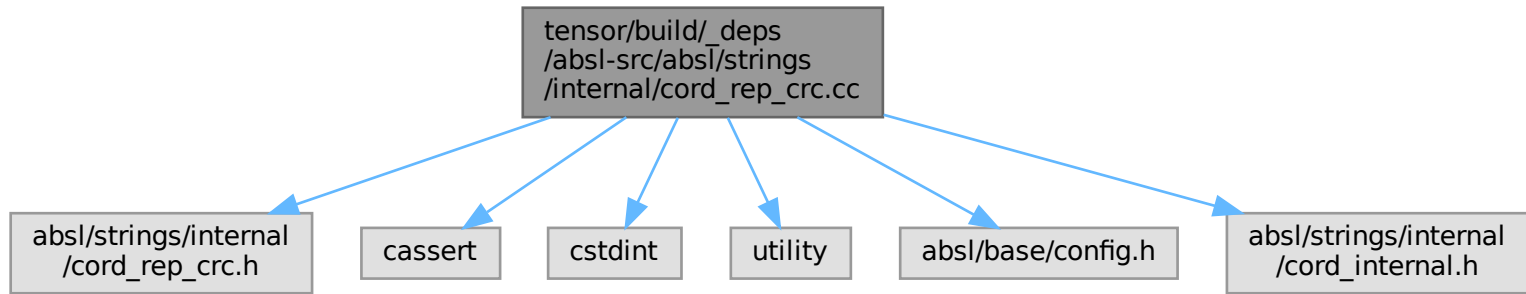 tensor/build/_deps
/absl-src/absl/strings
/internal/cord_rep_crc.cc
absl/strings/internal
/cord_rep_crc.h
cassert
cstdint
utility
absl/base/config.h
absl/strings/internal
/cord_internal.h